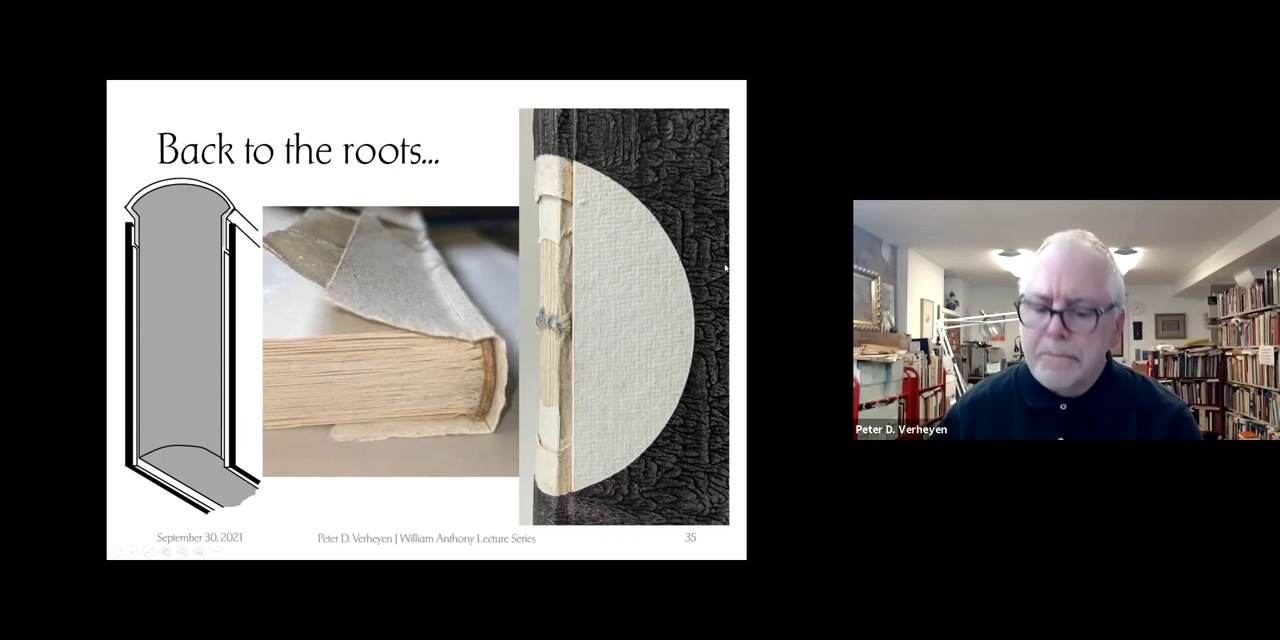 Back to the roots...
September 30. 2021
Peter D. Verheyen | William Anthony Lecture Series
35
Peter D. Verheyen